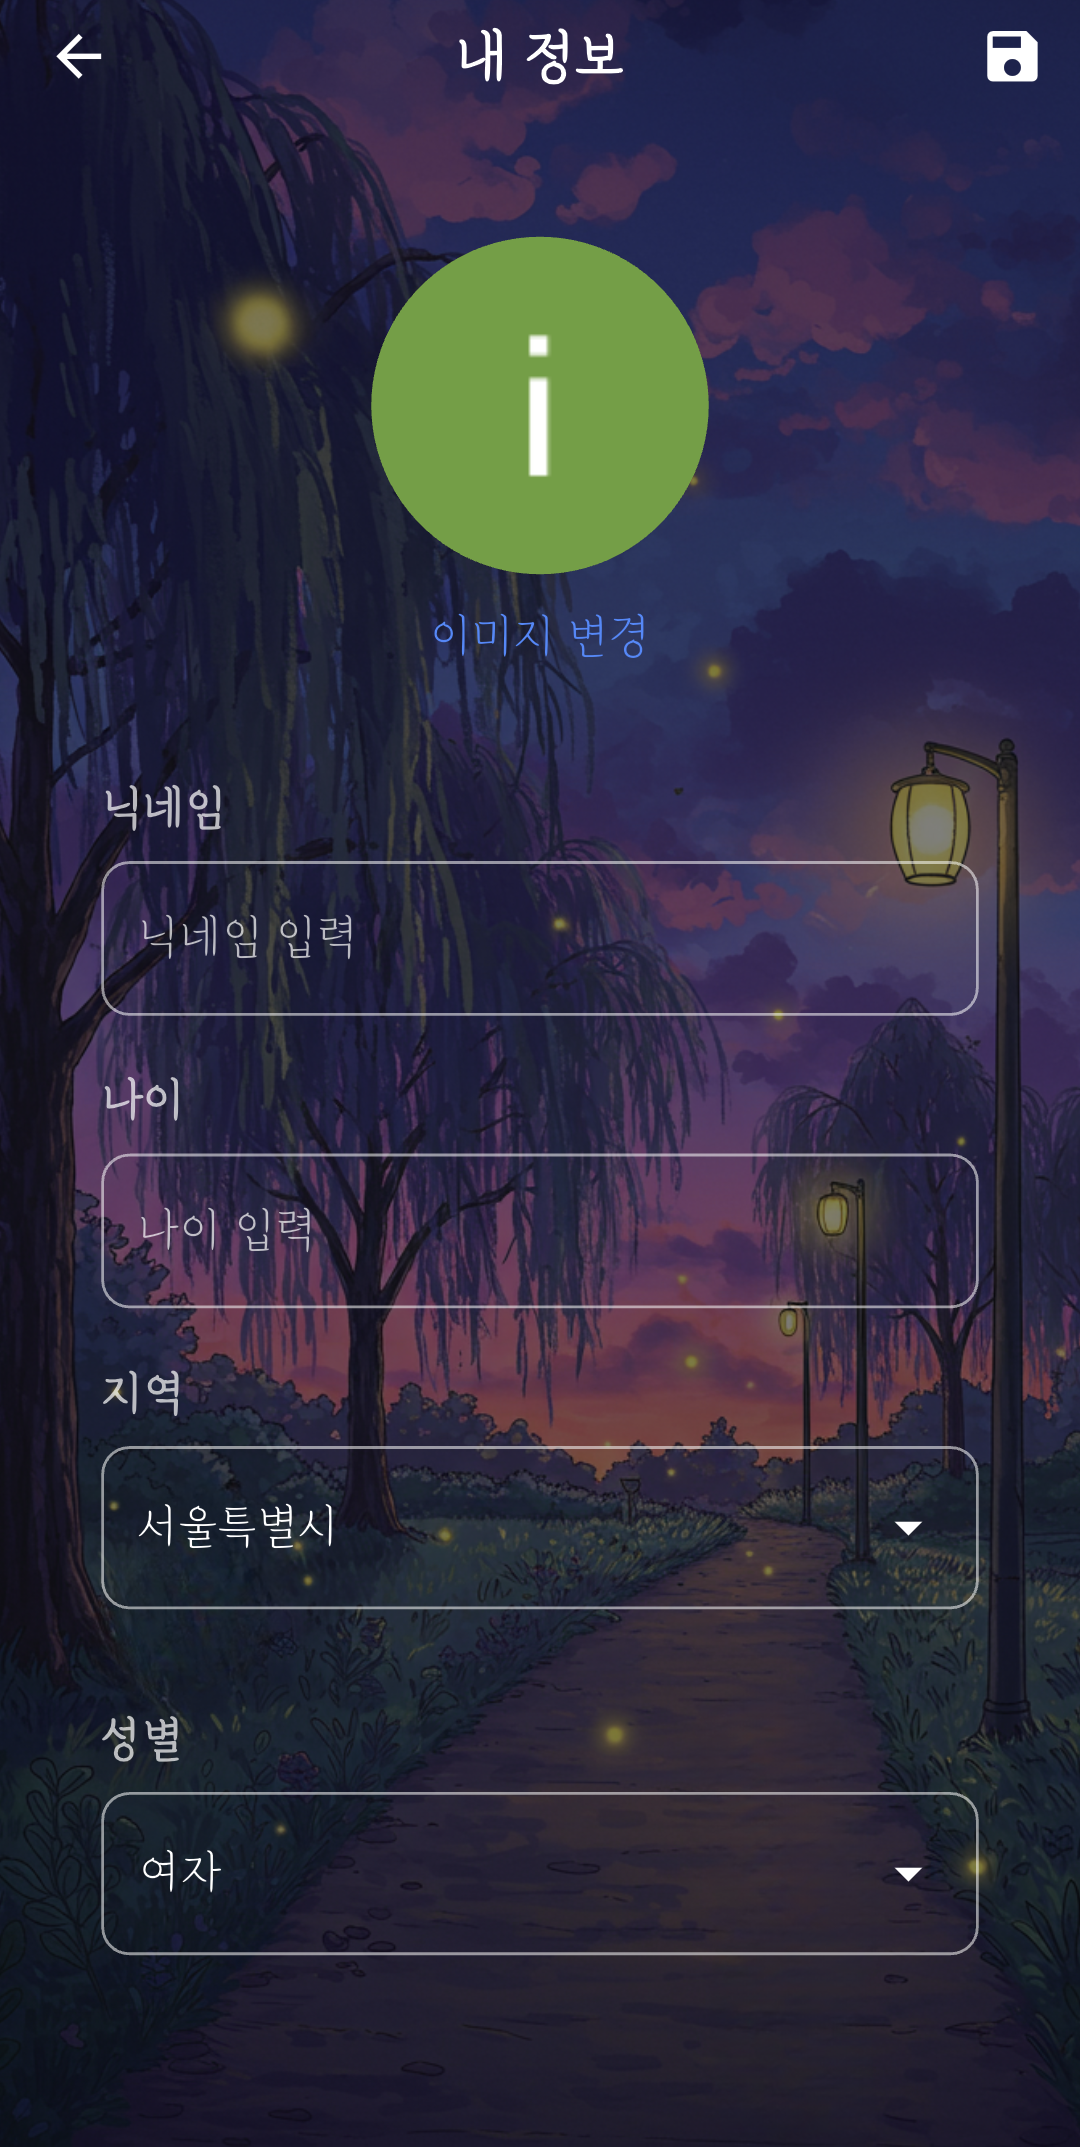 내 정보
i
이미지 변경
닉네임
닉네임 입력
나이
나이 입력
지역
서울특별시
성별
여자